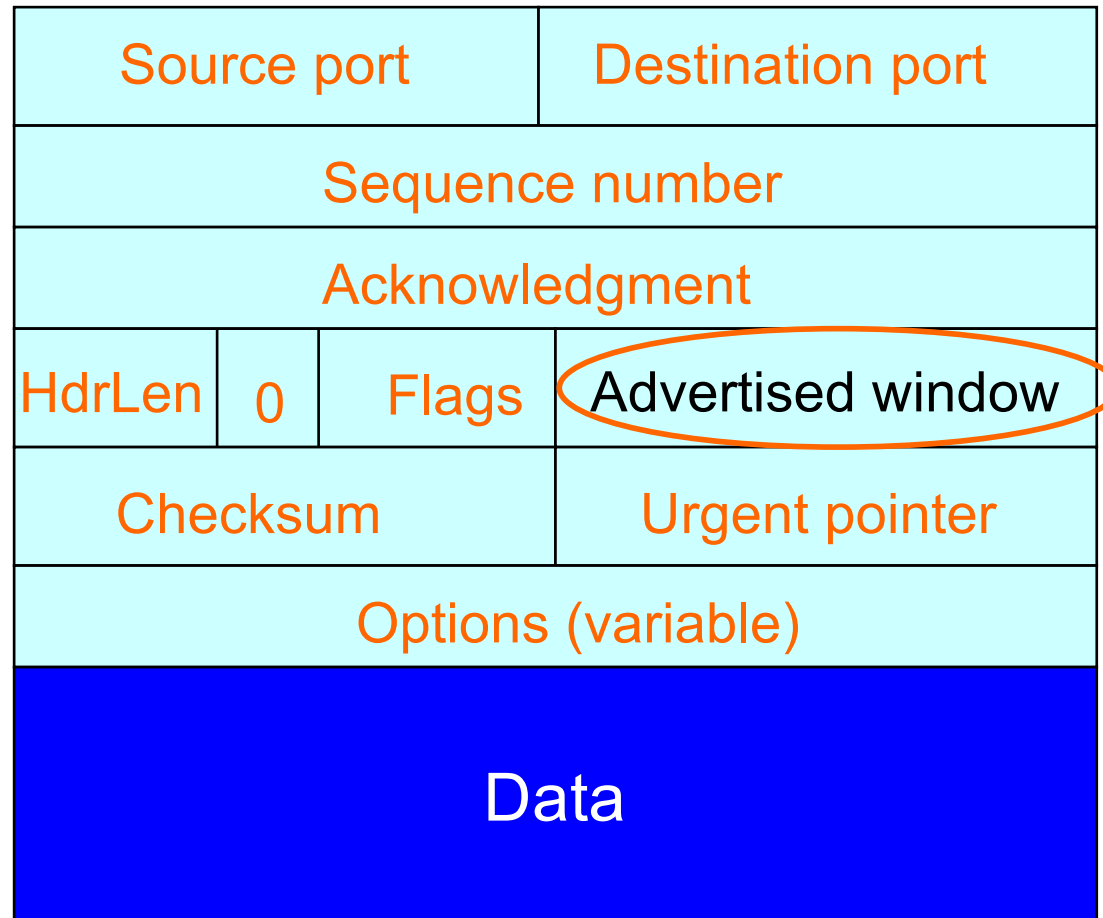 Source port Destination port
Sequence number
Acknowledgment
HdrLen 0 Flags Advertised window
Checksum Urgent pointer
Options (variable)
Data